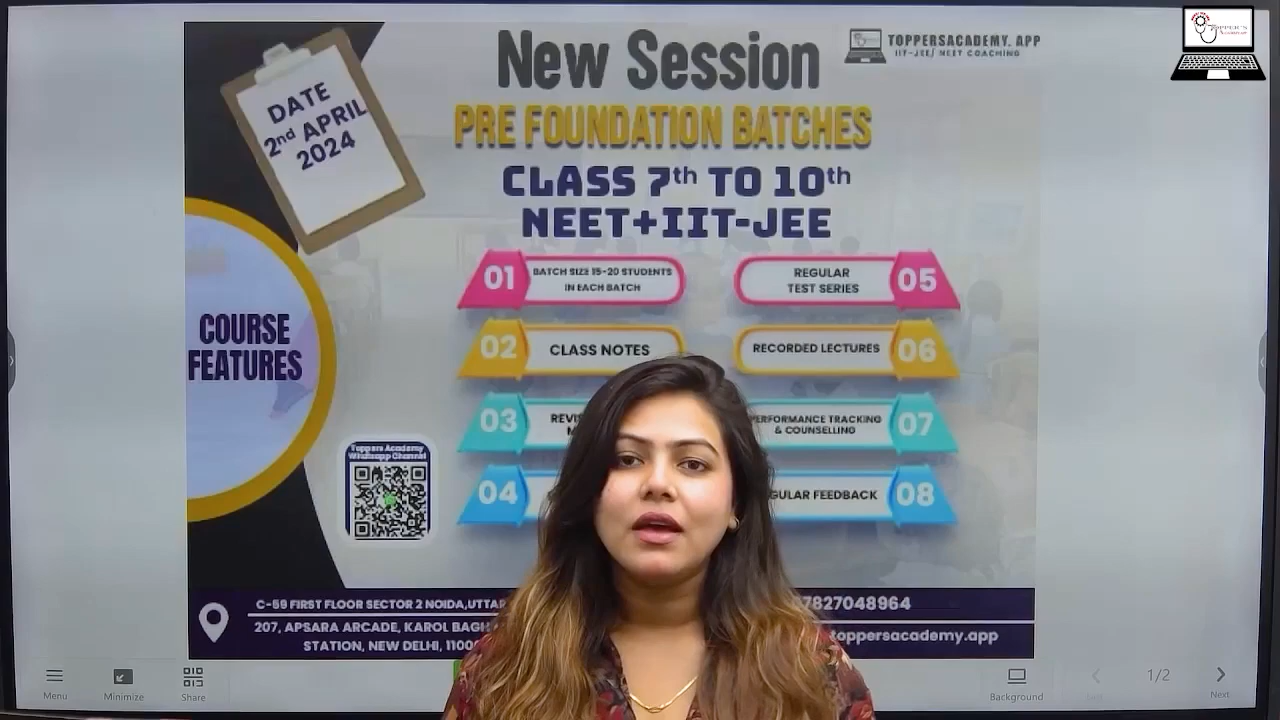 New Session
TOPPERSACADEMY. APP
IIT-JEE/ NEET COACHING
TOPPER'S
DATE
2nd APRIL
2024
PRE FOUNDATION BATCHES
CLASS 7th TO 10th
NEET+IIT-JEE
COURSE
FEATURES
01
BATCH SIZE 15-20 STUDENTS
IN EACH BATCH
REGULAR
TEST SERIES
05
02
CLASS NOTES
RECORDED LECTURES
06
03
PERFORMANCE TRACKING
& COUNSELLING
07
04
FEEDBACK
08
Toppers Academy
Whatsapp Channel
C-59 FIRST FLOOR SECTOR 2 NOIDA,
207, APSARA ARCADE, KAROL BAGH
STATION, NEW DELHI,
7827048964
toppersacademy.app
Menu
Minimize
Share
Background
1/2
Next